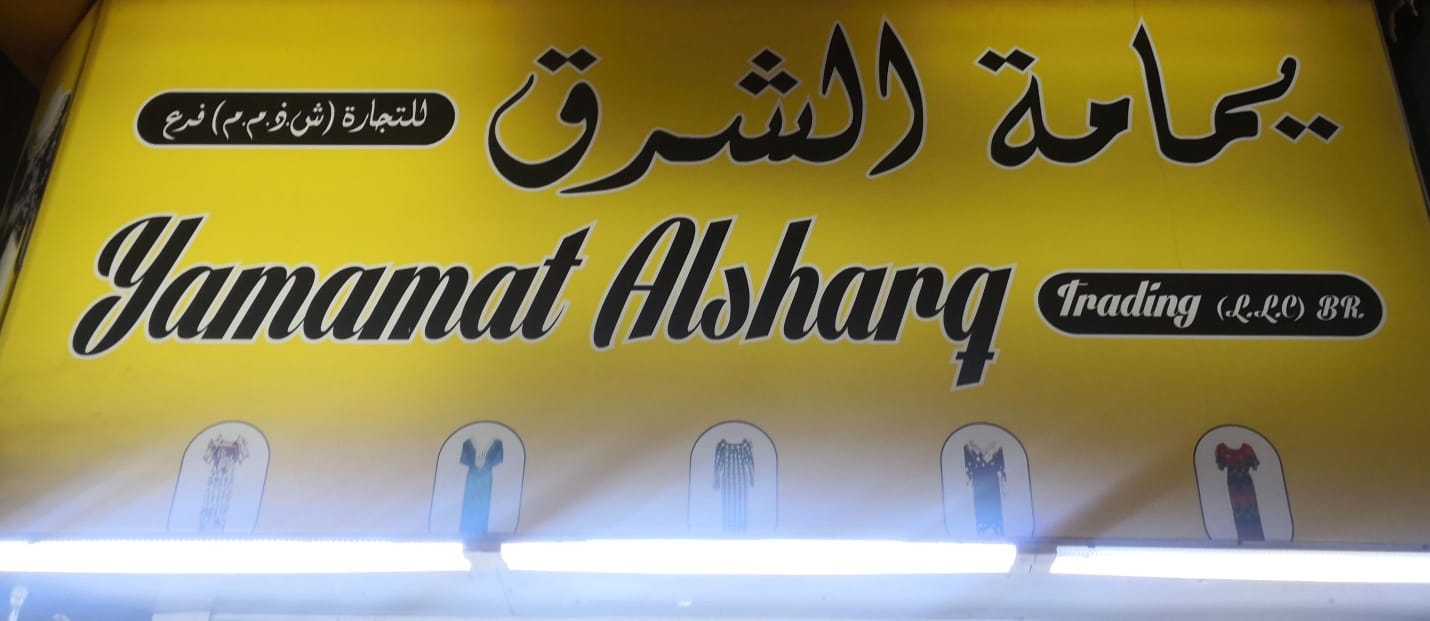 يمامة الشرق للتجارة (ش.ذ.م.م) فرع
Yamamat Alsharq Trading (L.L.C) BR.